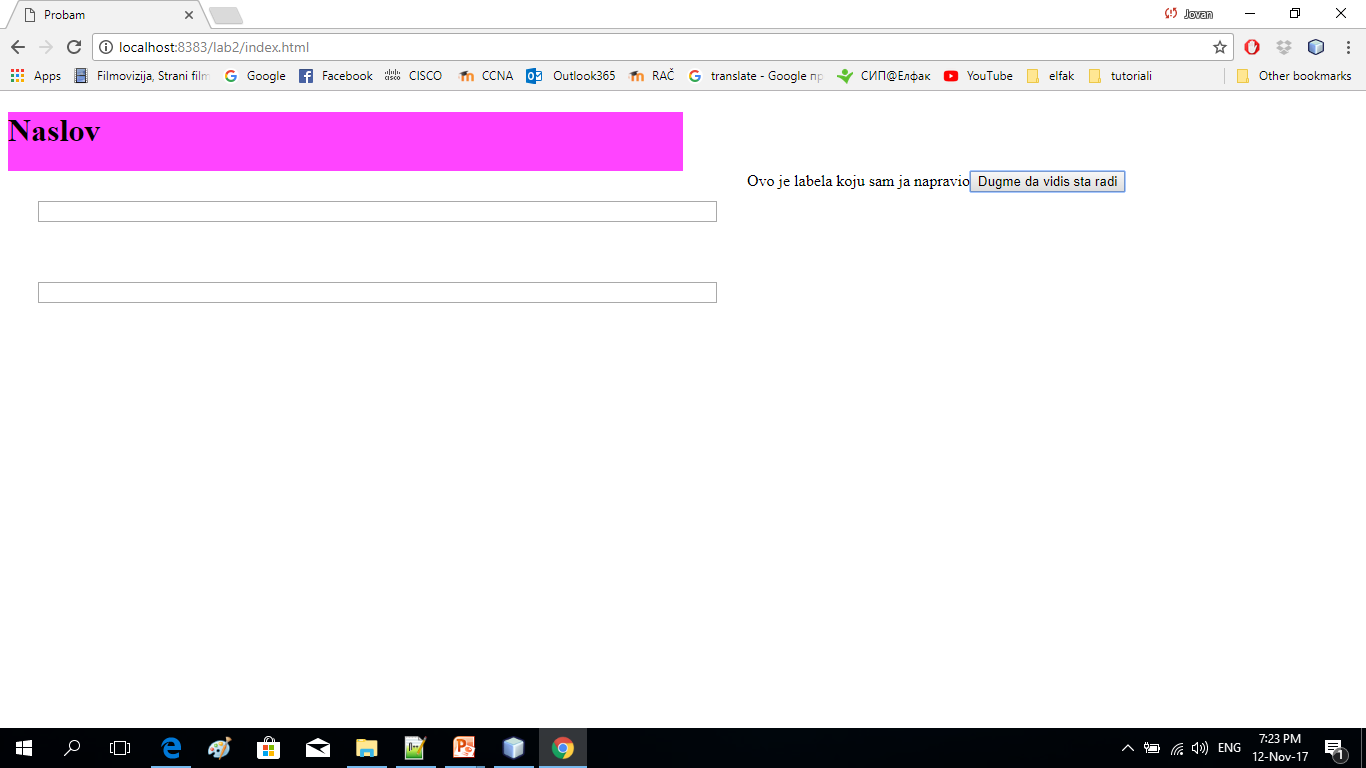 Probam
Jovan
localhost:8383/lab2/index.html
Apps Filmovizija, Strani film Google Facebook CISCO CCNA Outlook365 RAČ translate - Google пр СИП@Елфак YouTube elfak tutoriali Other bookmarks
Naslov
Ovo je labela koju sam ja napravio Dugme da vidis sta radi
ENG
7:23 PM
12-Nov-17
1